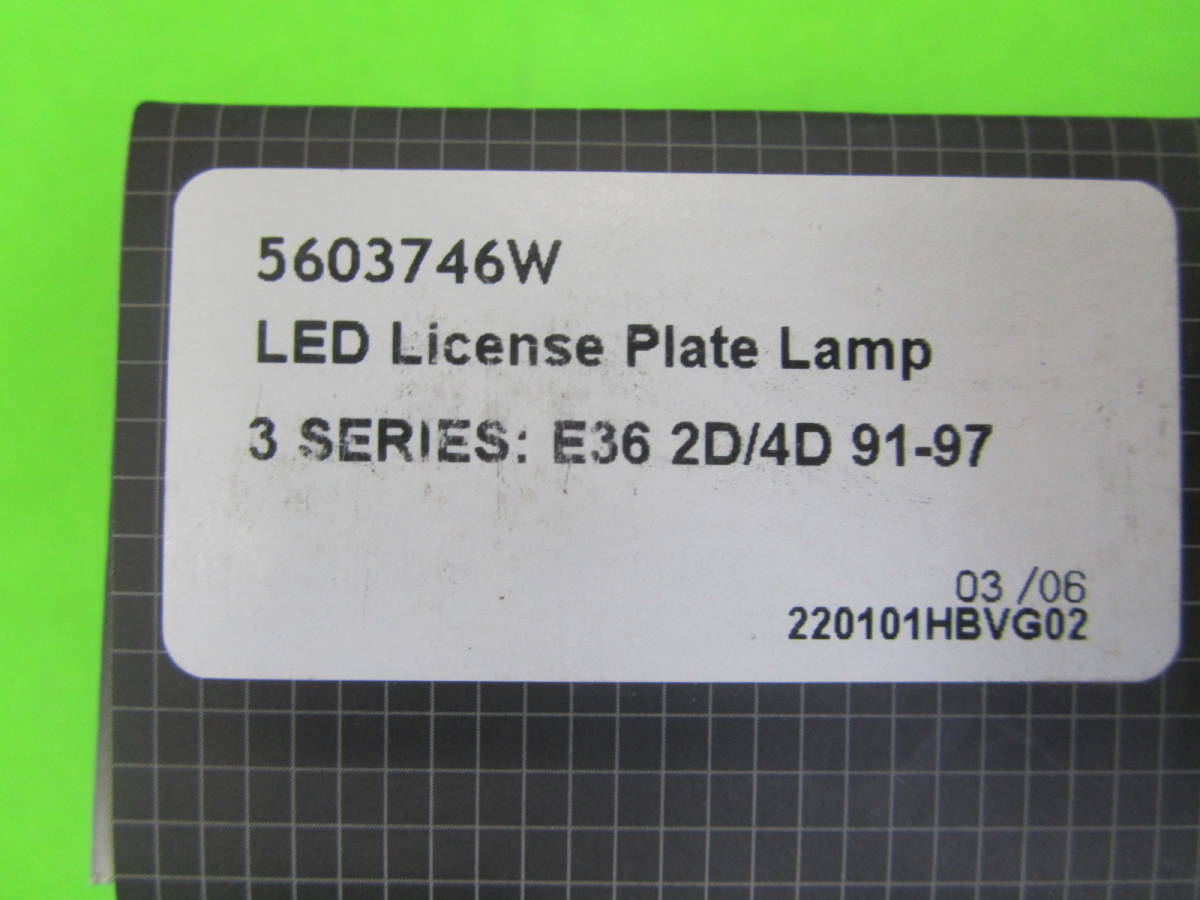 5603746W
LED License Plate Lamp
3 SERIES: E36 2D/4D 91-97
03 /06
220101HBVG02